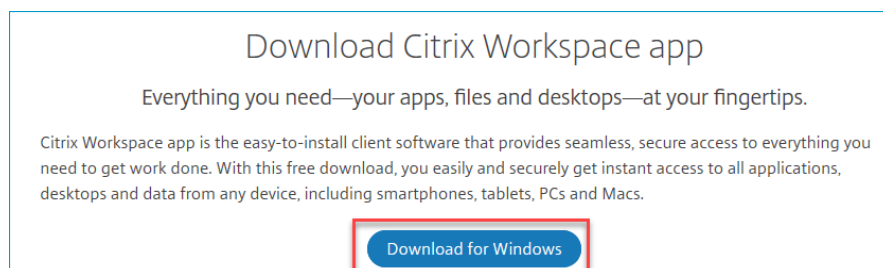 Download Citrix Workspace app
Everything you need—your apps, files and desktops—at your fingertips.
Citrix Workspace app is the easy-to-install client software that provides seamless, secure access to everything you
need to get work done. With this free download, you easily and securely get instant access to all applications,
desktops and data from any device, including smartphones, tablets, PCs and Macs.
Download for Windows